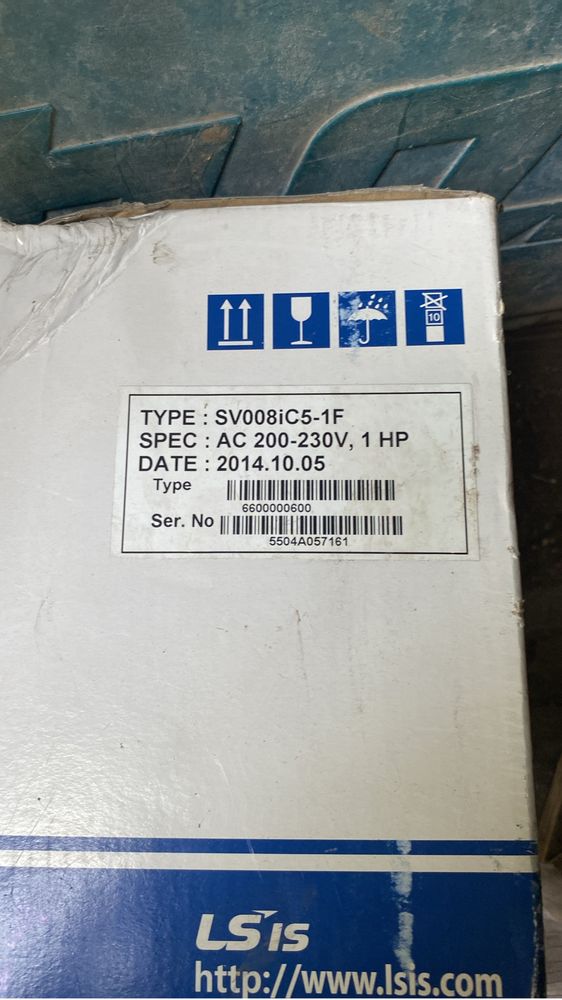 10
TYPE : SV008iC5-1F
SPEC : AC 200-230V, 1 HP
DATE : 2014.10.05
Type
6600000600
Ser. No
5504A057161
LSis
http://www.lsis.com